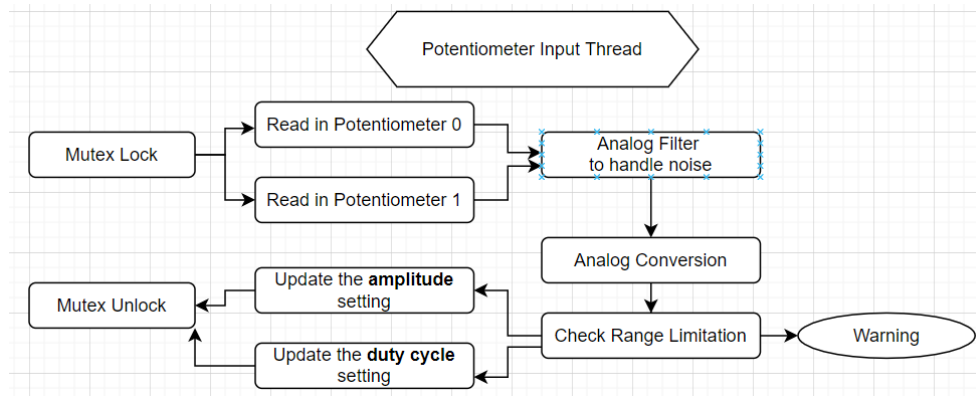 Potentiometer Input Thread
Mutex Lock
Read in Potentiometer 0
Read in Potentiometer 1
Analog Filter
to handle noise
Analog Conversion
Check Range Limitation
Warning
Update the amplitude
setting
Update the duty cycle
setting
Mutex Unlock